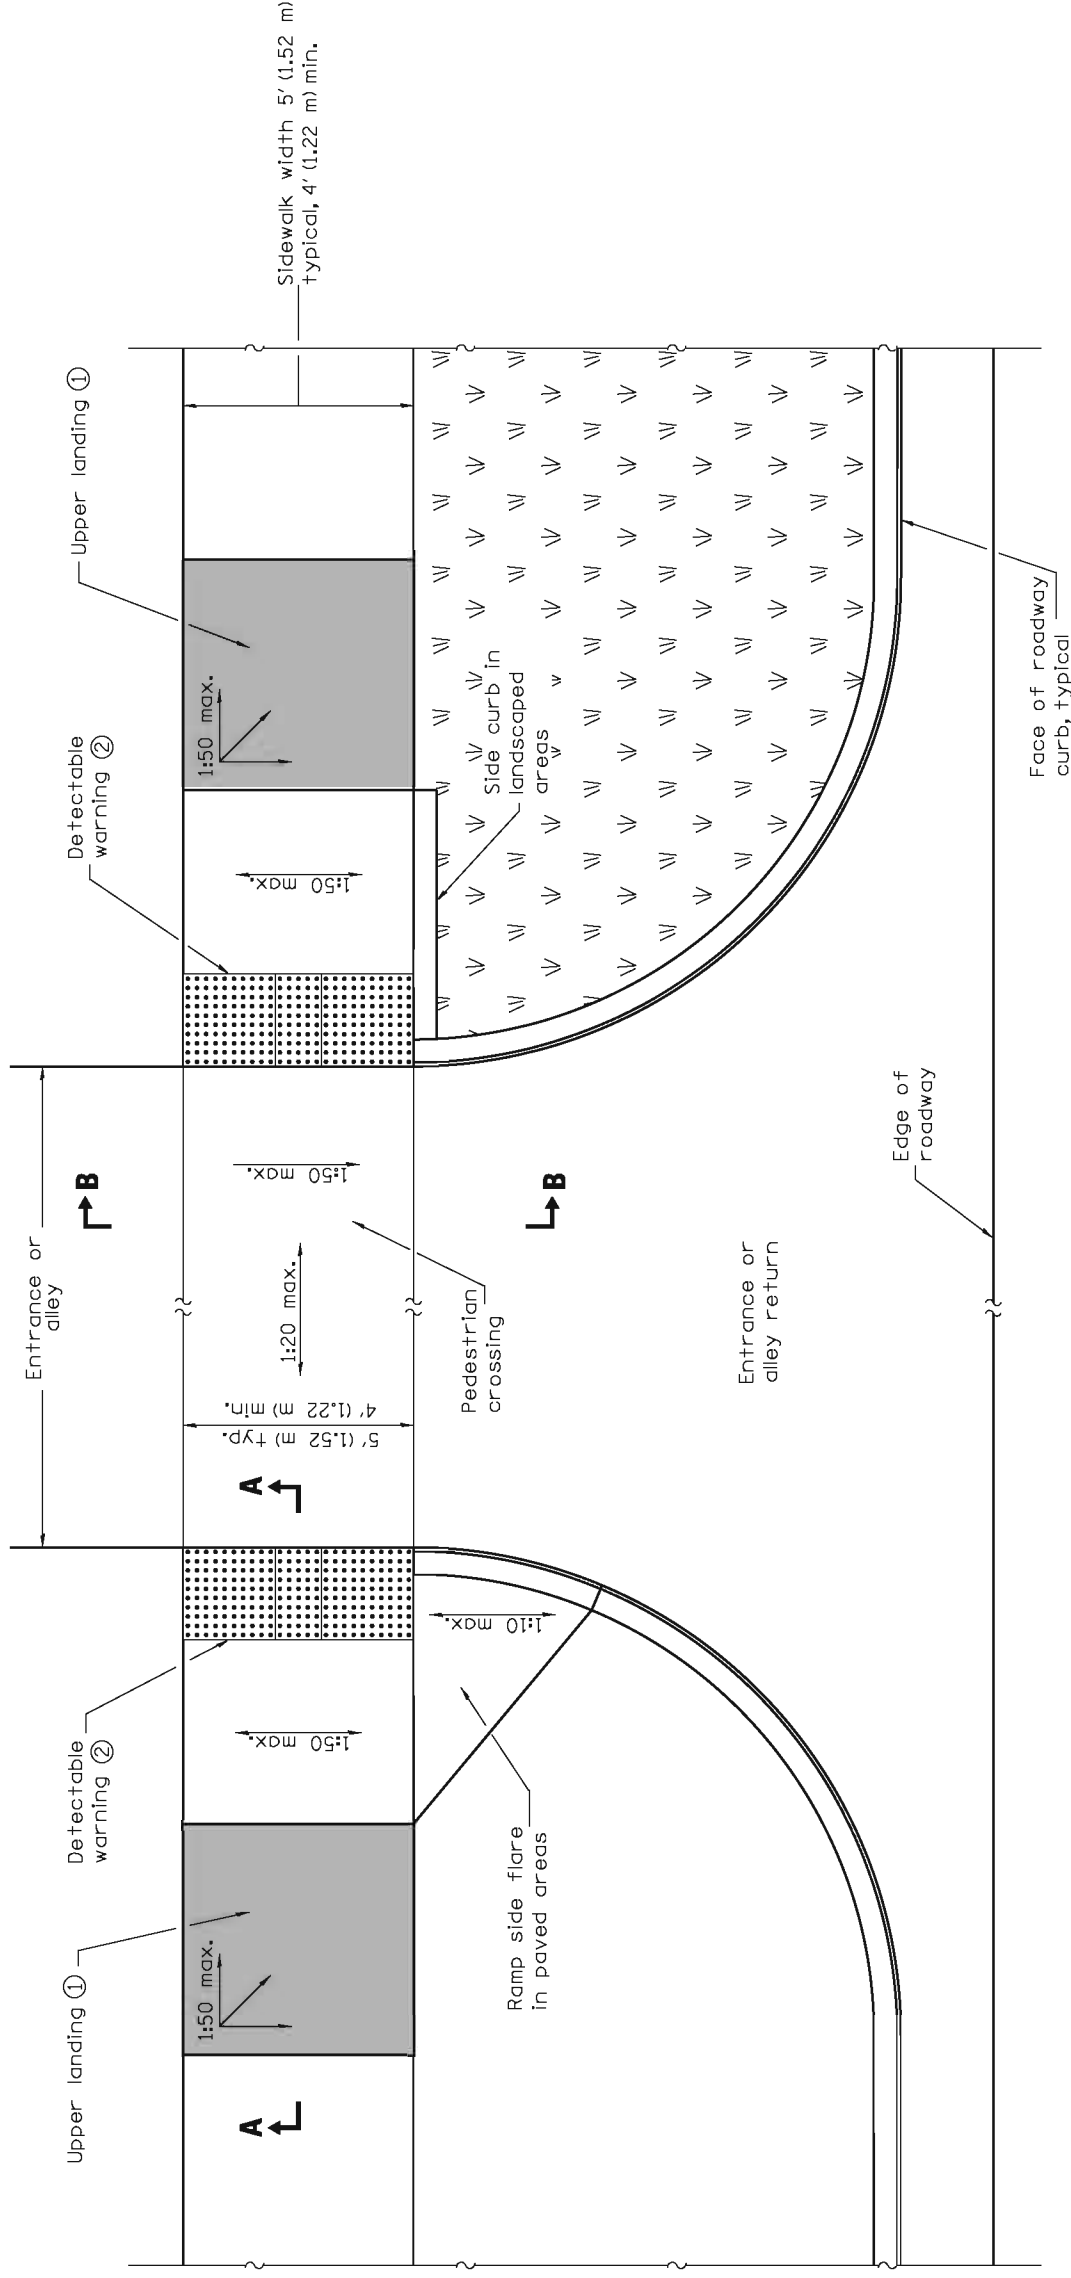 Entrance or
alley
Upper landing ①
Detectable
warning ②
Detectable
warning ②
Upper landing ①
B
B
A
A
1:50 max.
1:50 max.
5' (1.52 m) typ.
4' (1.22 m) min.
1:20 max.
1:50 max.
1:50 max.
1:50 max.
Sidewalk width 5' (1.52 m)
typical, 4' (1.22 m) min.
1:10 max.
Ramp side flare
in paved areas
Pedestrian
crossing
Side curb in
landscaped
areas
Entrance or
alley return
Edge of
roadway
Face of roadway
curb, typical